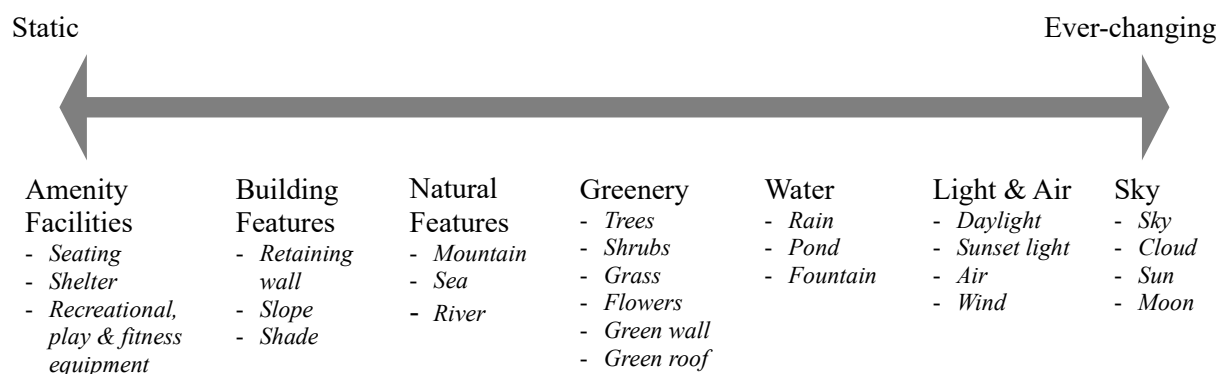 Static
Ever-changing
Amenity
Facilities
- Seating
- Shelter
- Recreational,
play & fitness
equipment
Building
Features
- Retaining
wall
- Slope
- Shade
Natural
Features
- Mountain
- Sea
- River
Greenery
- Trees
- Shrubs
- Grass
- Flowers
- Green wall
- Green roof
Water
- Rain
- Pond
- Fountain
Light & Air
- Daylight
- Sunset light
- Air
- Wind
Sky
- Sky
- Cloud
- Sun
- Moon